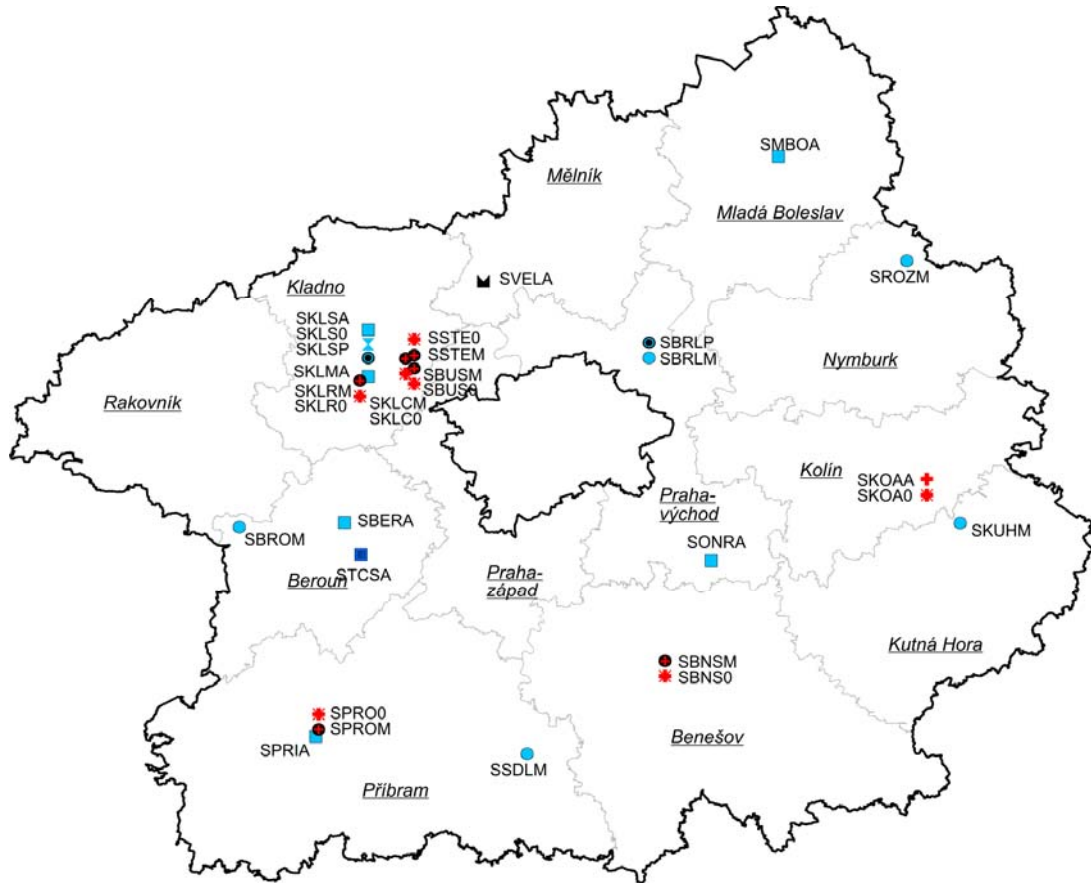 SMBOA
Mělník
Mladá Boleslav
SROZM
SVELA
Kladno
SKLSA
SKLS0
SKLSP
SSTE0
SSTEM
SBRLP
SBRLM
Nymburk
SKLMA
SBUSM
SBUS0
SKLRM
SKLR0
SKLCM
SKLC0
Rakovník
Kolín
SKOAA
SKOA0
Praha-
východ
SBERA
SBROM
SKUHM
SONRA
STCSA
Beroun
Praha-
západ
Kutná Hora
SBNSM
SBNS0
SPRO0
SPROM
SPRIA
Benešov
SSDLM
Příbram